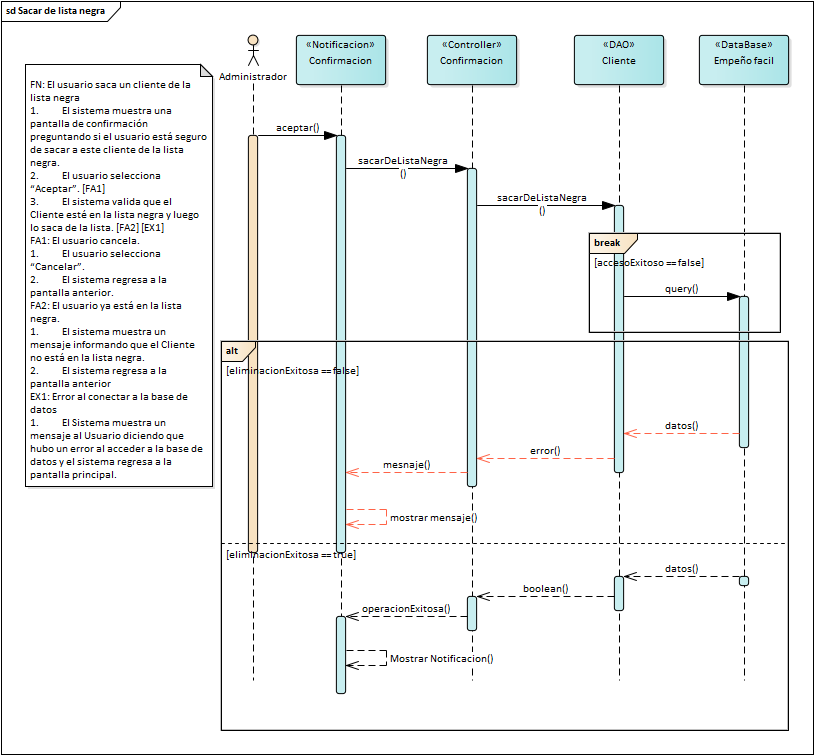 sd Sacar de lista negra
«Notificacion»
Confirmacion
«Controller»
Confirmacion
«DAO»
Cliente
«DataBase»
Empeño facil
Administrador
FN: El usuario saca un cliente de la
lista negra
1. El sistema muestra una
pantalla de confirmación
preguntando si el usuario está seguro
de sacar a este cliente de la lista
negra.
2. El usuario selecciona
“Aceptar”. [FA1]
3. El sistema valida que el
Cliente esté en la lista negra y luego
lo saca de la lista. [FA2] [EX1]
FA1: El usuario cancela.
1. El usuario selecciona
“Cancelar”.
2. El sistema regresa a la
pantalla anterior.
FA2: El usuario ya está en la lista
negra.
1. El sistema muestra un
mensaje informando que el Cliente
no está en la lista negra.
2. El sistema regresa a la
pantalla anterior
EX1: Error al conectar a la base de
datos
1. El Sistema muestra un
mensaje al Usuario diciendo que
hubo un error al acceder a la base de
datos y el sistema regresa a la
pantalla principal.
aceptar()
sacarDeListaNegra
()
sacarDeListaNegra
()
break
[accesoExitoso == false]
query()
alt
[eliminacionExitosa == false]
datos()
error()
mesnaje()
mostrar mensaje()
[eliminacionExitosa == true]
datos()
boolean()
operacionExitosa()
Mostrar Notificacion()